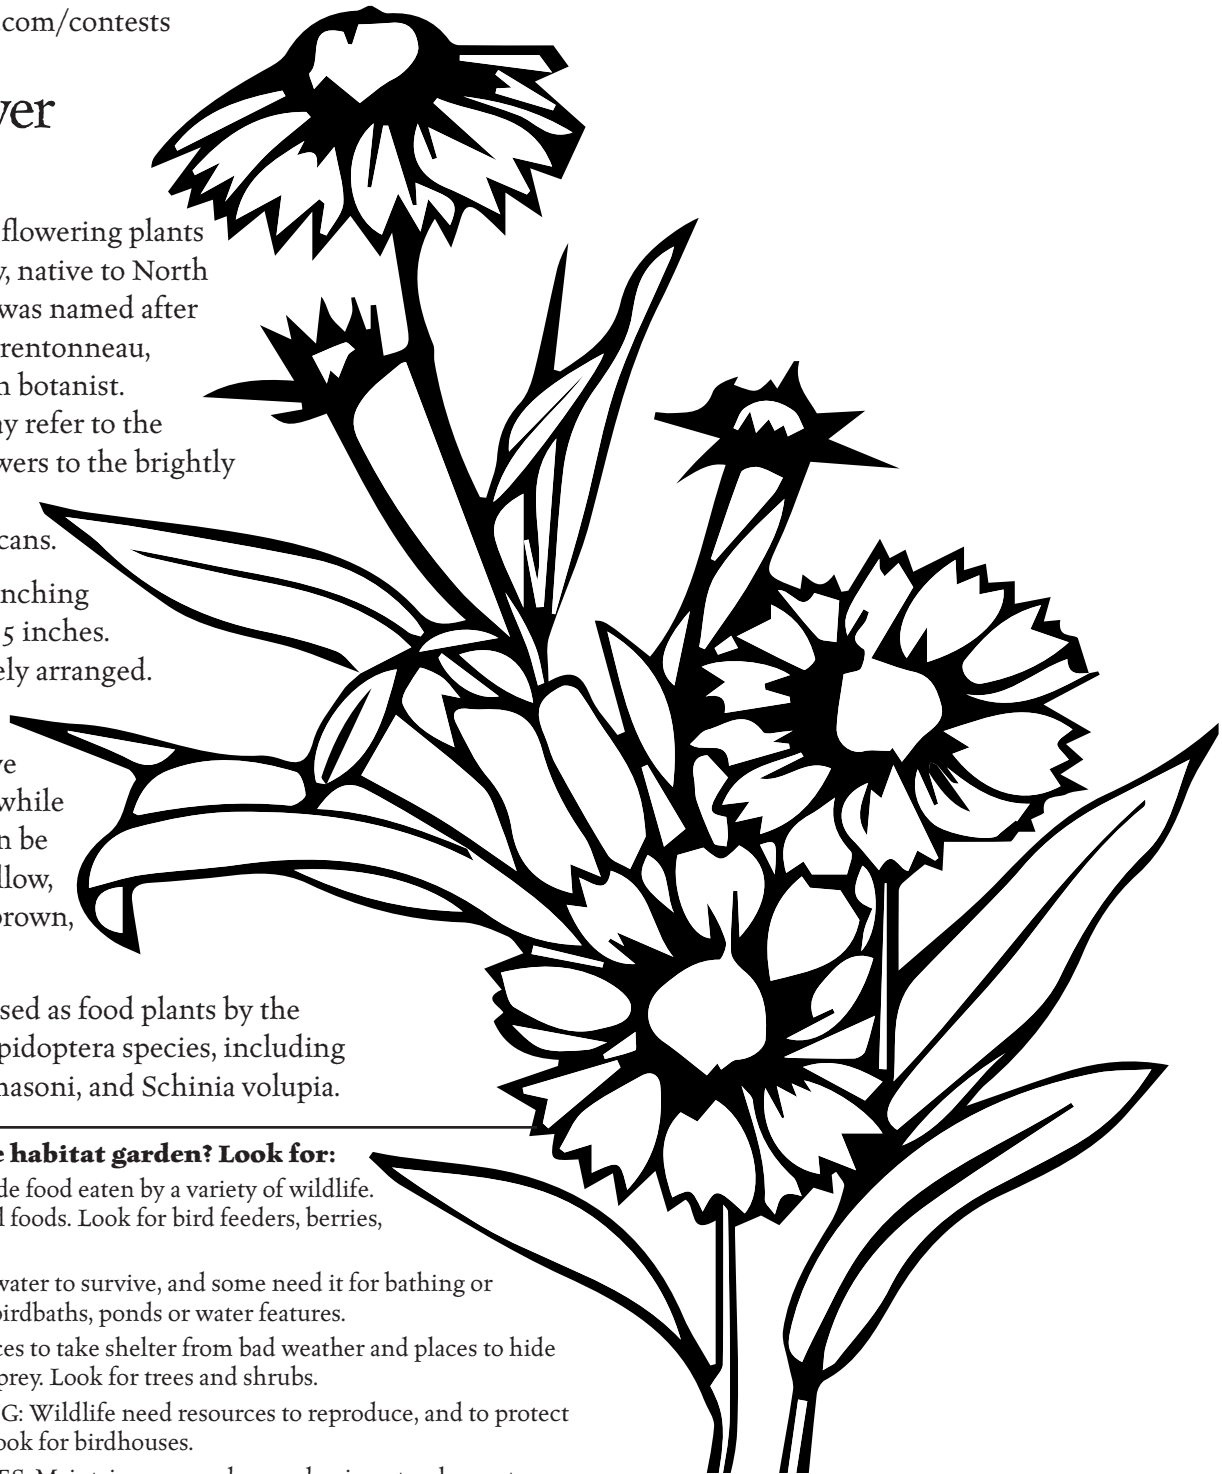 .com/contests
ver
flowering plants
y, native to North
was named after
rentonneau,
n botanist.
ay refer to the
wers to the brightly
cans.
nching
5 inches.
ely arranged.
ve
while
n be
llow,
brown,
sed as food plants by the
pidoptera species, including
nasoni, and Schinia volupia.
e habitat garden? Look for:
de food eaten by a variety of wildlife.
l foods. Look for bird feeders, berries,
water to survive, and some need it for bathing or
birdbaths, ponds or water features.
ces to take shelter from bad weather and places to hide
prey. Look for trees and shrubs.
G: Wildlife need resources to reproduce, and to protect
ook for birdhouses.